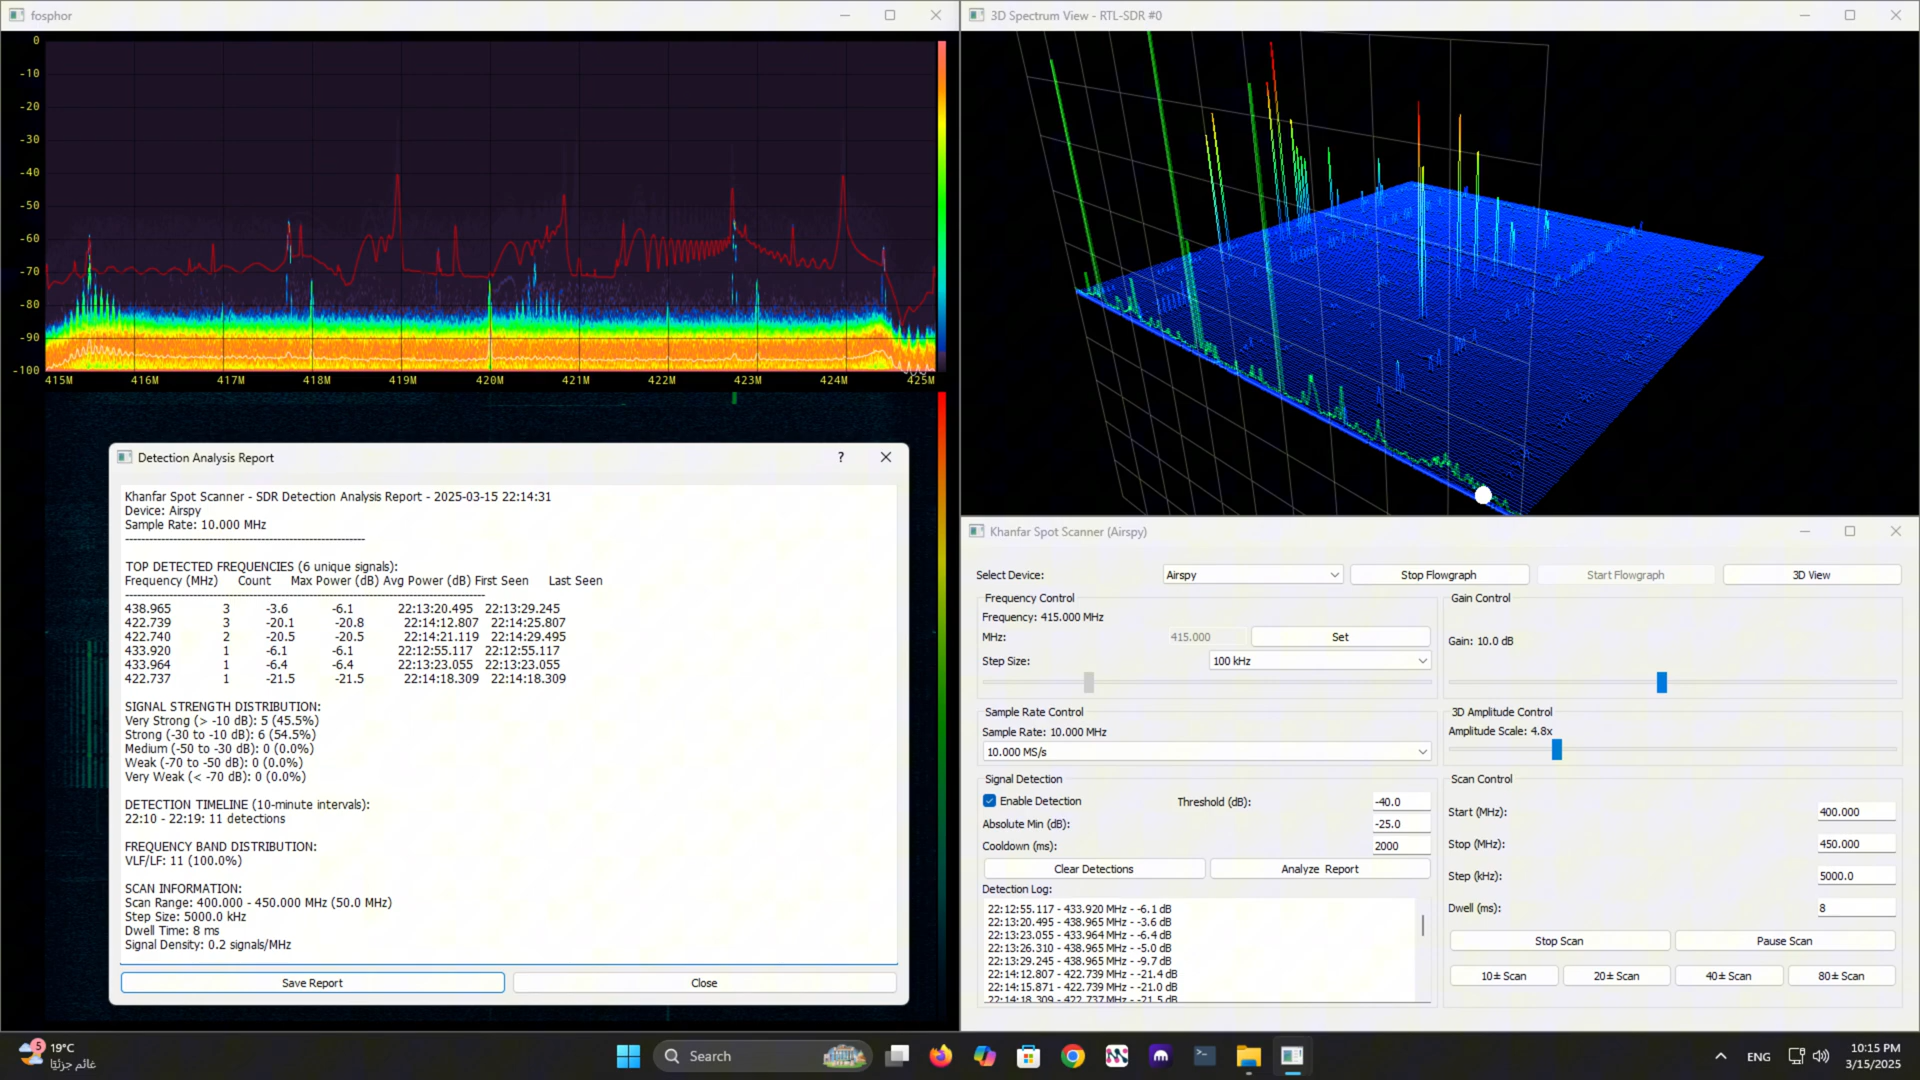 fosphor
0
-10
-20
-30
-40
-50
-60
-70
-80
-90
-100
415M 416M 417M 418M 419M 420M 421M 422M 423M 424M 425M
Detection Analysis Report ?
Khanfar Spot Scanner - SDR Detection Analysis Report - 2025-03-15 22:14:31
Device: Airspy
Sample Rate: 10.000 MHz
------------------------------------------------------------
TOP DETECTED FREQUENCIES (6 unique signals):
Frequency (MHz) Count Max Power (dB) Avg Power (dB) First Seen Last Seen
------------------------------------------------------------------------------------------
438.965 3 -3.6 -6.1 22:13:20.495 22:13:29.245
422.739 3 -20.1 -20.8 22:14:12.807 22:14:25.807
422.740 2 -20.5 -20.5 22:14:21.119 22:14:29.495
433.920 1 -6.1 -6.1 22:12:55.117 22:12:55.117
433.964 1 -6.4 -6.4 22:13:23.055 22:13:23.055
422.737 1 -21.5 -21.5 22:14:18.309 22:14:18.309
SIGNAL STRENGTH DISTRIBUTION:
Very Strong (> -10 dB): 5 (45.5%)
Strong (-30 to -10 dB): 6 (54.5%)
Medium (-50 to -30 dB): 0 (0.0%)
Weak (-70 to -50 dB): 0 (0.0%)
Very Weak (< -70 dB): 0 (0.0%)
DETECTION TIMELINE (10-minute intervals):
22:10 - 22:19: 11 detections
FREQUENCY BAND DISTRIBUTION:
VLF/LF: 11 (100.0%)
SCAN INFORMATION:
Scan Range: 400.000 - 450.000 MHz (50.0 MHz)
Step Size: 5000.0 kHz
Dwell Time: 8 ms
Signal Density: 0.2 signals/MHz
Save Report
Close
3D Spectrum View - RTL-SDR #0
Khanfar Spot Scanner (Airspy)
Select Device: Airspy Stop Flowgraph Start Flowgraph 3D View
Frequency Control
Frequency: 415.000 MHz
MHz: 415.000 Set
Step Size: 100 kHz
Gain Control
Gain: 10.0 dB
Sample Rate Control
Sample Rate: 10.000 MHz
10.000 MS/s
3D Amplitude Control
Amplitude Scale: 4.8x
Signal Detection
Enable Detection Threshold (dB): -40.0
Absolute Min (dB): -25.0
Cooldown (ms): 2000
Clear Detections Analyze Report
Detection Log:
22:12:55.117 - 433.920 MHz - -6.1 dB
22:13:20.495 - 438.965 MHz - -3.6 dB
22:13:23.055 - 433.964 MHz - -6.4 dB
22:13:26.310 - 438.965 MHz - -5.0 dB
22:13:29.245 - 438.965 MHz - -9.7 dB
22:14:12.807 - 422.739 MHz - -21.4 dB
22:14:15.871 - 422.739 MHz - -21.0 dB
22:14:18.309 - 422.737 MHz - -21.5 dB
Scan Control
Start (MHz): 400.000
Stop (MHz): 450.000
Step (kHz): 5000.0
Dwell (ms): 8
Stop Scan Pause Scan
10± Scan 20± Scan 40± Scan 80± Scan
5
19°C
غائم جزئيًا
Search
ENG
10:15 PM
3/15/2025